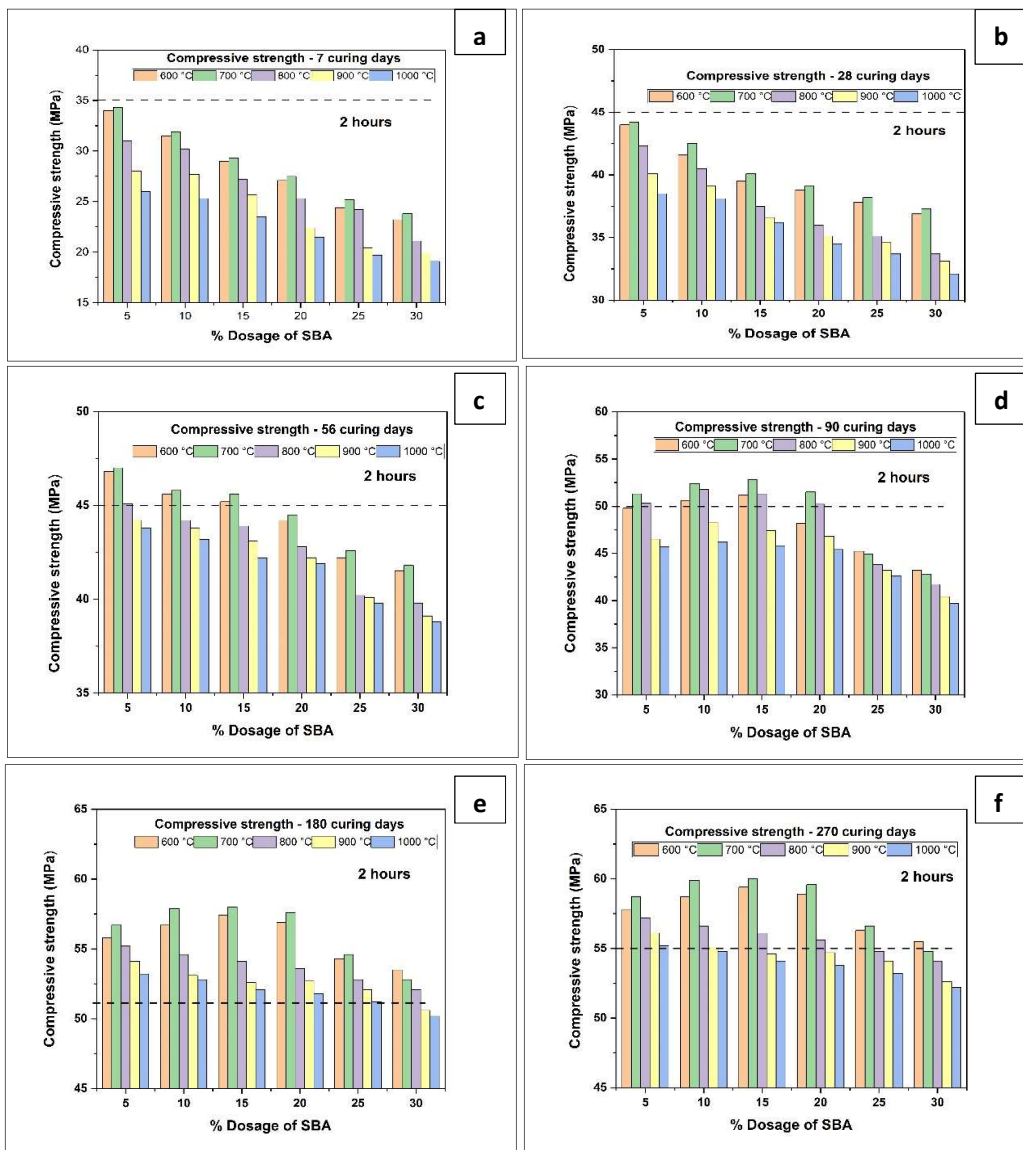 a
Compressive strength - 7 curing days
600 °C 700 °C 800 °C 900 °C 1000 °C
2 hours
Compressive strength (MPa)
40
35
30
25
20
15
5 10 15 20 25 30
% Dosage of SBA
b
Compressive strength - 28 curing days
600 °C 700 °C 800 °C 900 °C 1000 °C
2 hours
Compressive strength (MPa)
50
45
40
35
30
5 10 15 20 25 30
% Dosage of SBA
c
Compressive strength - 56 curing days
600 °C 700 °C 800 °C 900 °C 1000 °C
2 hours
Compressive strength (MPa)
50
45
40
35
5 10 15 20 25 30
% Dosage of SBA
d
Compressive strength - 90 curing days
600 °C 700 °C 800 °C 900 °C 1000 °C
2 hours
Compressive strength (MPa)
60
55
50
45
40
35
30
5 10 15 20 25 30
% Dosage of SBA
e
Compressive strength - 180 curing days
600 °C 700 °C 800 °C 900 °C 1000 °C
2 hours
Compressive strength (MPa)
65
60
55
50
45
5 10 15 20 25 30
% Dosage of SBA
f
Compressive strength - 270 curing days
600 °C 700 °C 800 °C 900 °C 1000 °C
2 hours
Compressive strength (MPa)
65
60
55
50
45
5 10 15 20 25 30
% Dosage of SBA